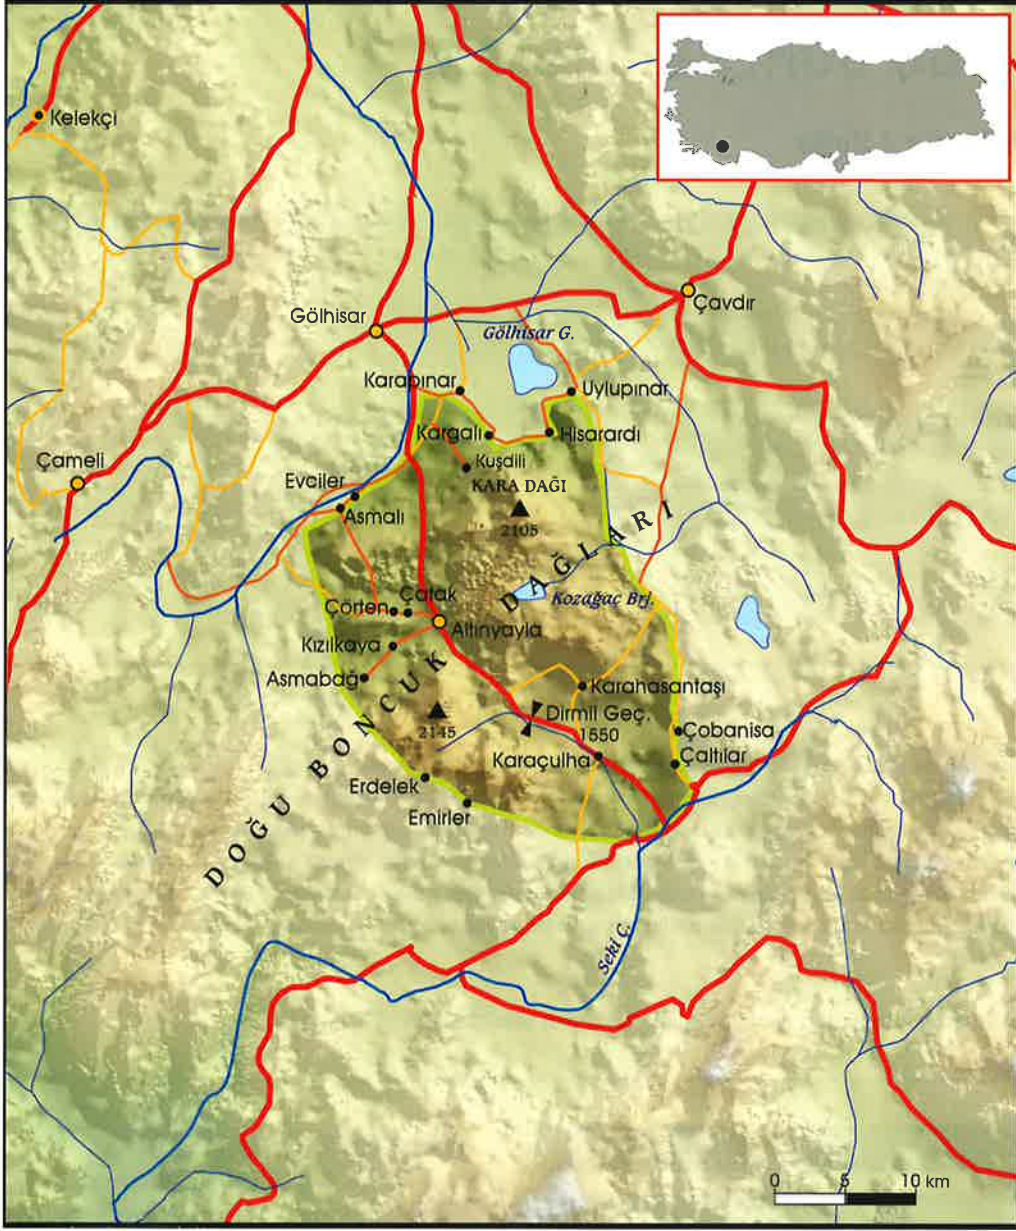 Kelekçi
Çavdır
Gölhisar
Gölhisar G.
Karapınar
Uylupınar
Kargalı
Hisarardı
Çameli
Kuşdili
Evciler
KARA DAĞI
Asmalı
2105
Kozağaç Brj.
Çörten
Çatak
Altınyayla
Kızılkaya
Asmabağ
Karahasantaşı
Dirmil Geç.
1550
2145
Çobanisa
Karaçulha
Çaltılar
Erdelek
Emirler
DOĞU BONCUK DAĞLARI
Seki Ç.
0 5 10 km